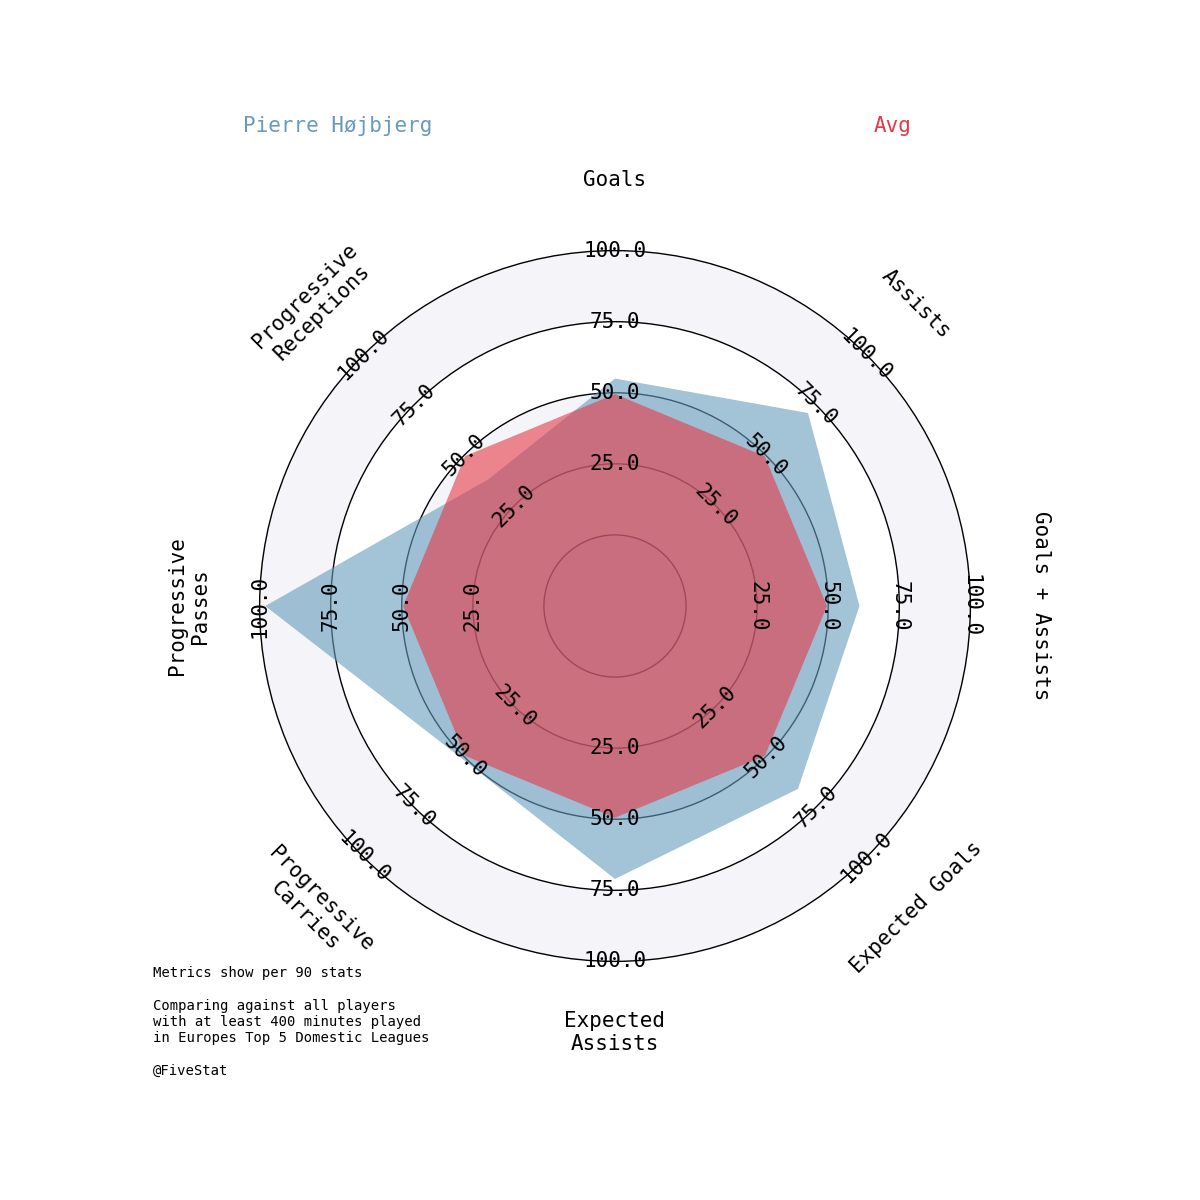 Pierre Højbjerg
Avg
Goals
Assists
Goals + Assists
Expected Goals
Expected
Assists
Progressive
Carries
Progressive
Passes
Progressive
Receptions
25.0
50.0
75.0
100.0
25.0
50.0
75.0
100.0
25.0
50.0
75.0
100.0
25.0
50.0
75.0
100.0
25.0
50.0
75.0
100.0
25.0
50.0
75.0
100.0
25.0
50.0
75.0
100.0
25.0
50.0
75.0
100.0
Metrics show per 90 stats
Comparing against all players
with at least 400 minutes played
in Europes Top 5 Domestic Leagues
@FiveStat